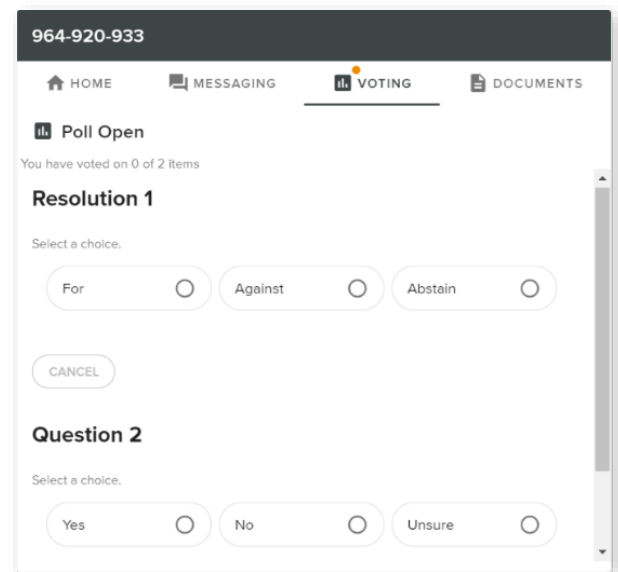 964-920-933
HOME MESSAGING VOTING DOCUMENTS
Poll Open
You have voted on 0 of 2 items
Resolution 1
Select a choice.
For Against Abstain
CANCEL
Question 2
Select a choice.
Yes No Unsure